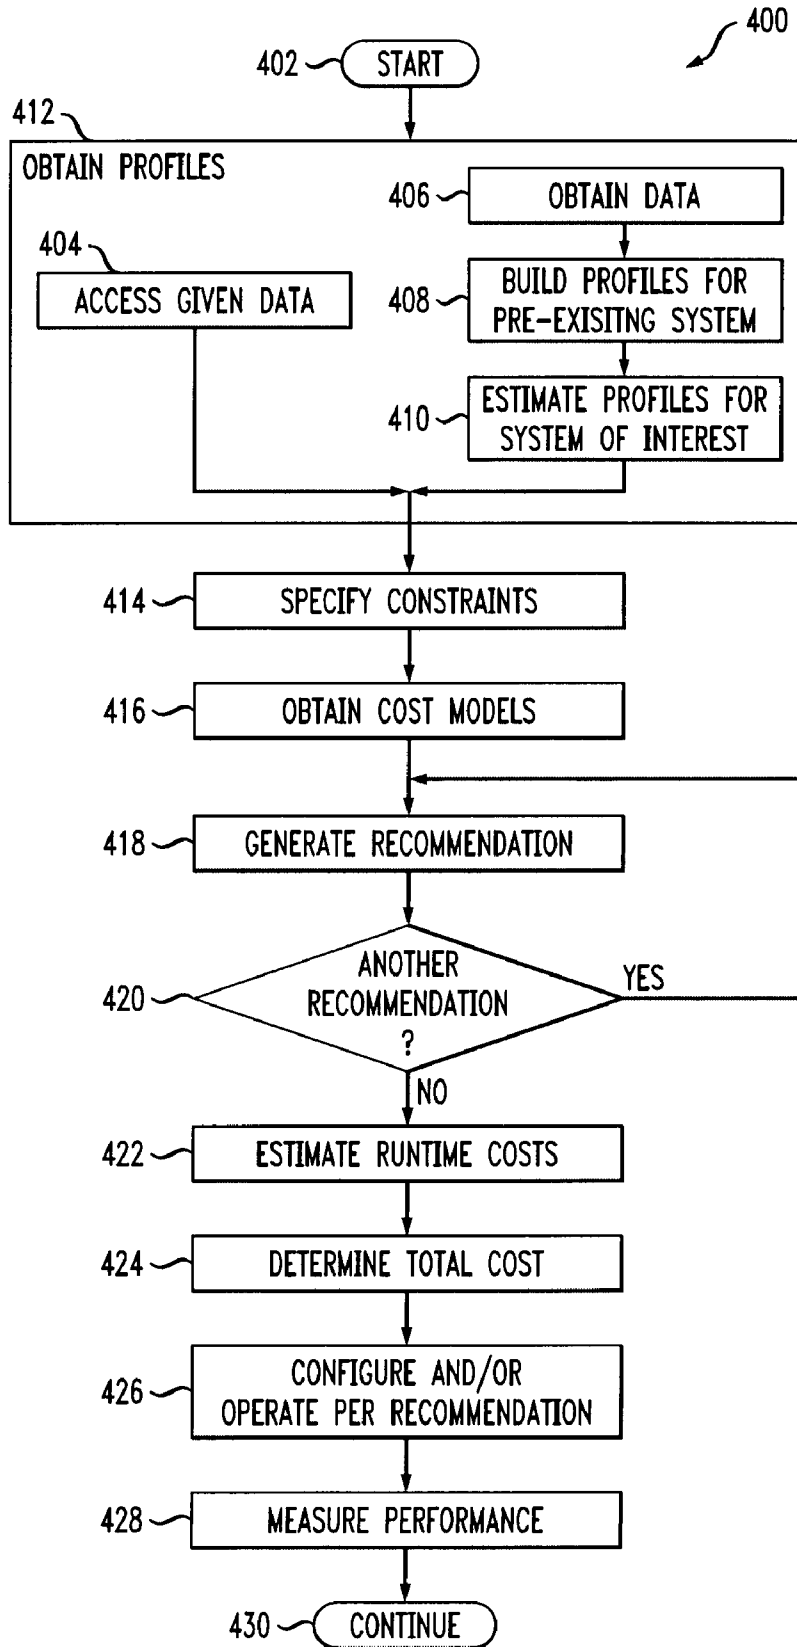 400
402
START
412
OBTAIN PROFILES
406
OBTAIN DATA
404
ACCESS GIVEN DATA
408
BUILD PROFILES FOR
PRE-EXISITNG SYSTEM
410
ESTIMATE PROFILES FOR
SYSTEM OF INTEREST
414
SPECIFY CONSTRAINTS
416
OBTAIN COST MODELS
418
GENERATE RECOMMENDATION
420
ANOTHER
RECOMMENDATION
?
YES
NO
422
ESTIMATE RUNTIME COSTS
424
DETERMINE TOTAL COST
426
CONFIGURE AND/OR
OPERATE PER RECOMMENDATION
428
MEASURE PERFORMANCE
430
CONTINUE